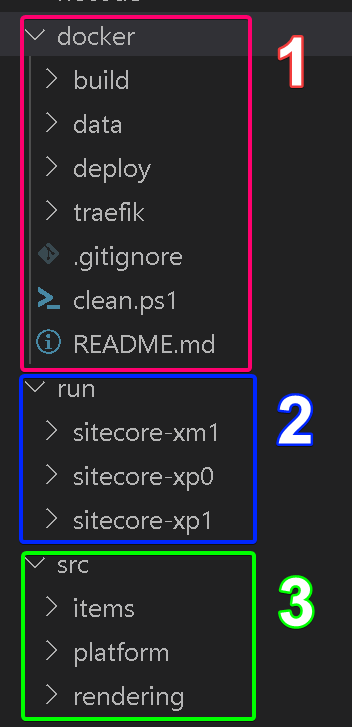 docker
1
build
data
deploy
traefik
.gitignore
clean.ps1
README.md
run
2
sitecore-xm1
sitecore-xp0
sitecore-xp1
src
3
items
platform
rendering